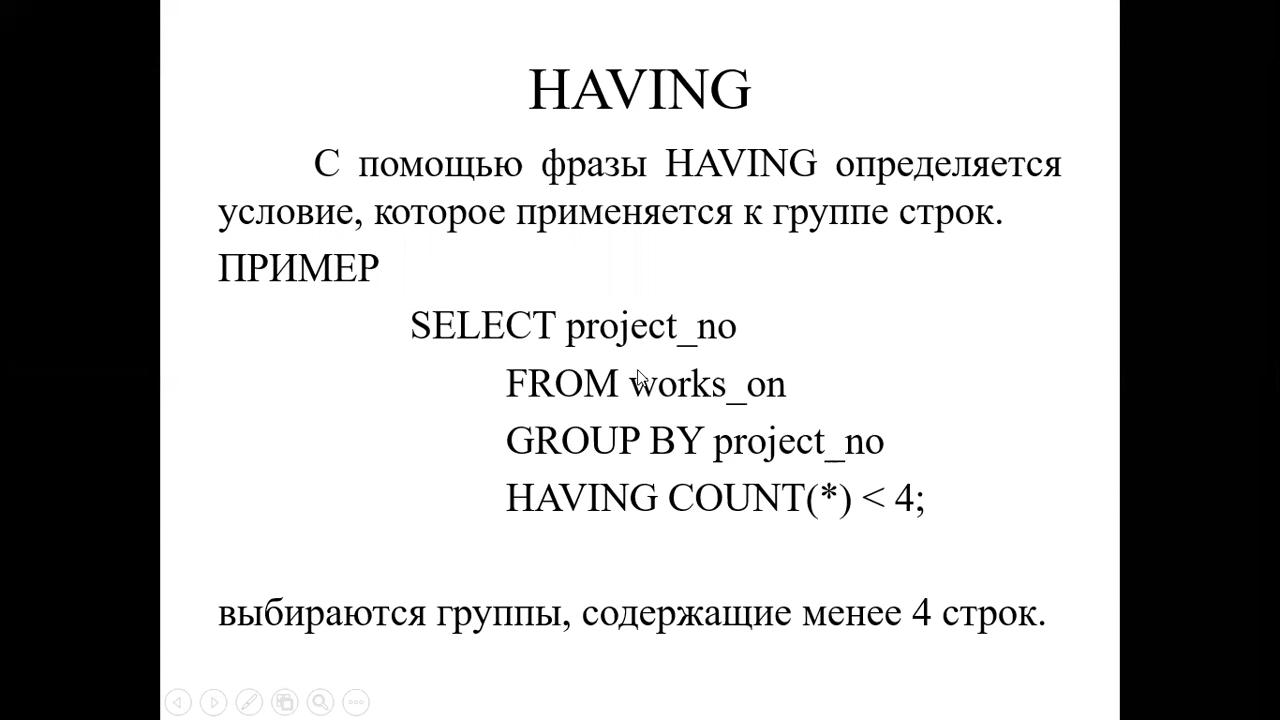 HAVING
С помощью фразы HAVING определяется
условие, которое применяется к группе строк.
ПРИМЕР
SELECT project_no
FROM works_on
GROUP BY project_no
HAVING COUNT(*) < 4;
выбираются группы, содержащие менее 4 строк.